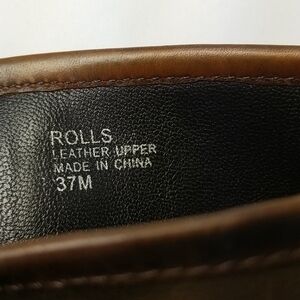 ROLLS
LEATHER UPPER
MADE IN CHINA
37M